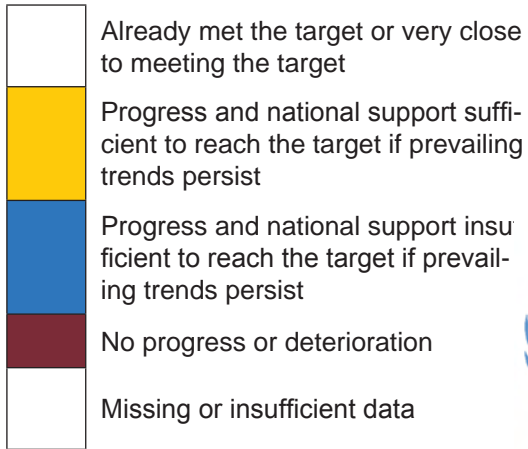 Already met the target or very close
to meeting the target
Progress and national support suffi-
cient to reach the target if prevailing
trends persist
Progress and national support insuf
ficient to reach the target if prevail-
ing trends persist
No progress or deterioration
Missing or insufficient data